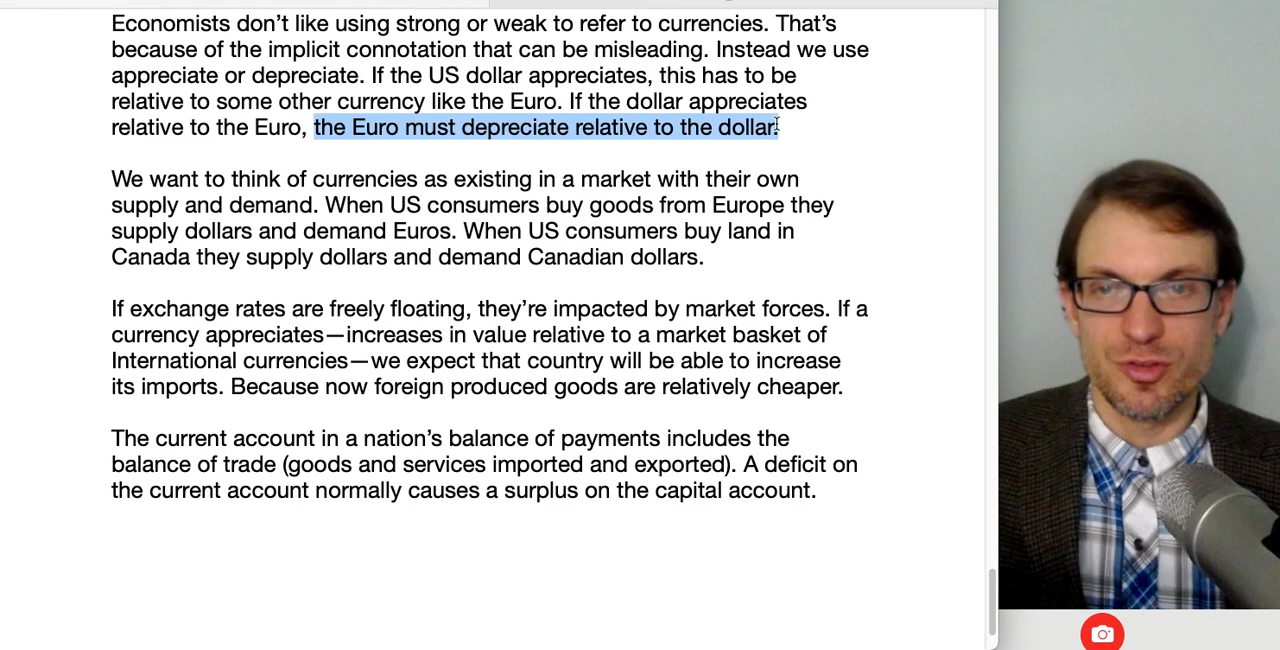 Economists don’t like using strong or weak to refer to currencies. That’s
because of the implicit connotation that can be misleading. Instead we use
appreciate or depreciate. If the US dollar appreciates, this has to be
relative to some other currency like the Euro. If the dollar appreciates
relative to the Euro, the Euro must depreciate relative to the dollar.
We want to think of currencies as existing in a market with their own
supply and demand. When US consumers buy goods from Europe they
supply dollars and demand Euros. When US consumers buy land in
Canada they supply dollars and demand Canadian dollars.
If exchange rates are freely floating, they’re impacted by market forces. If a
currency appreciates—increases in value relative to a market basket of
International currencies—we expect that country will be able to increase
its imports. Because now foreign produced goods are relatively cheaper.
The current account in a nation’s balance of payments includes the
balance of trade (goods and services imported and exported). A deficit on
the current account normally causes a surplus on the capital account.